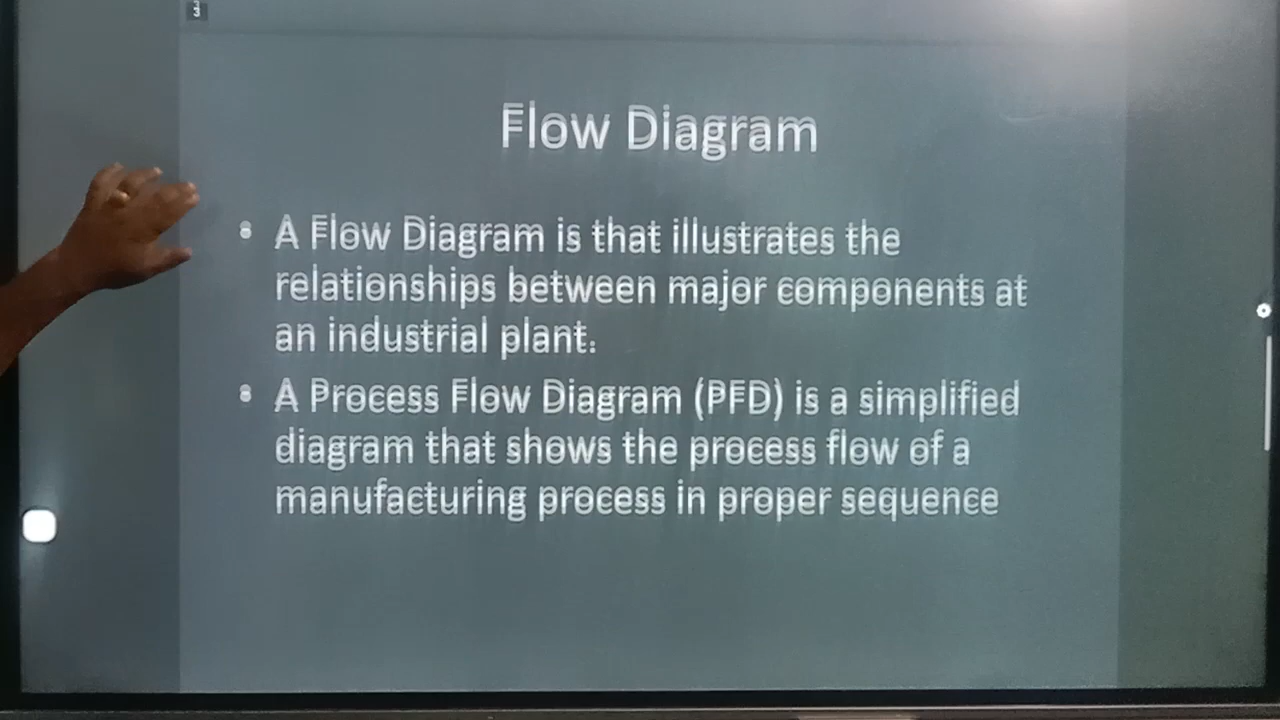 3
Flow Diagram
• A Flow Diagram is that illustrates the
relationships between major components at
an industrial plant.
• A Process Flow Diagram (PFD) is a simplified
diagram that shows the process flow of a
manufacturing process in proper sequence